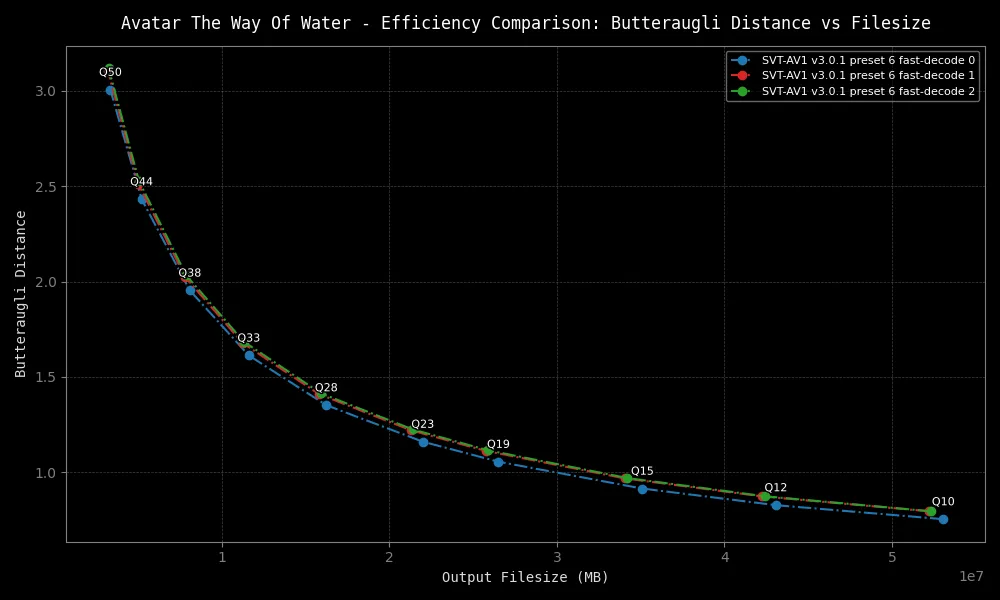 Avatar The Way Of Water - Efficiency Comparison: Butteraugli Distance vs Filesize
SVT-AV1 v3.0.1 preset 6 fast-decode 0
SVT-AV1 v3.0.1 preset 6 fast-decode 1
SVT-AV1 v3.0.1 preset 6 fast-decode 2
Butteraugli Distance
3.0
2.5
2.0
1.5
1.0
Q50
Q44
Q38
Q33
Q28
Q23
Q19
Q15
Q12
Q10
1
2
3
4
5
1e7
Output Filesize (MB)